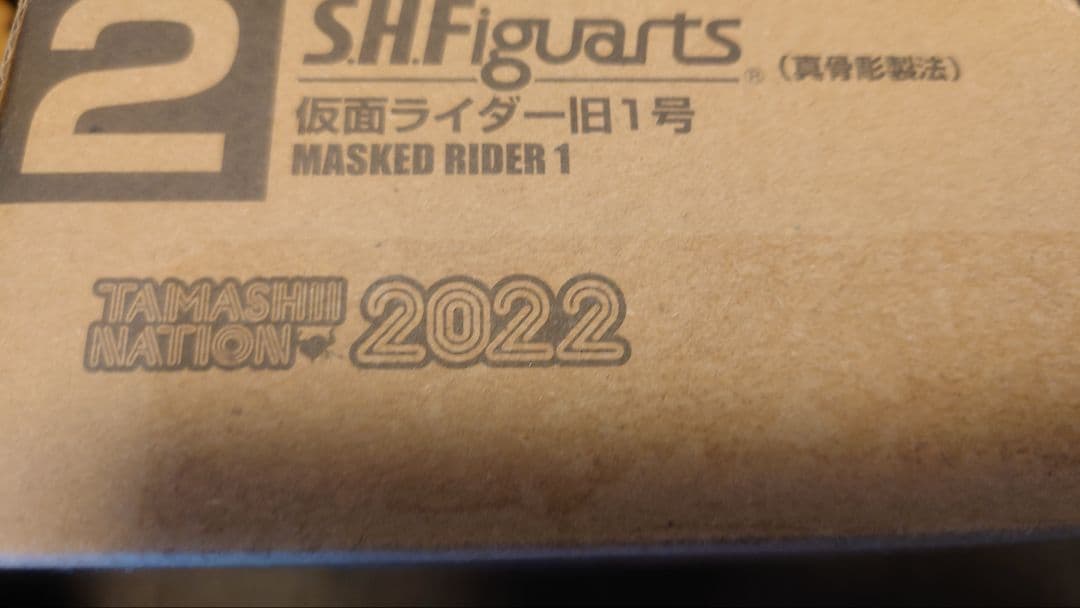 2
S.H.Figuarts® (真骨彫製法)
仮面ライダー旧1号
MASKED RIDER 1
TAMASHII
NATION 2022